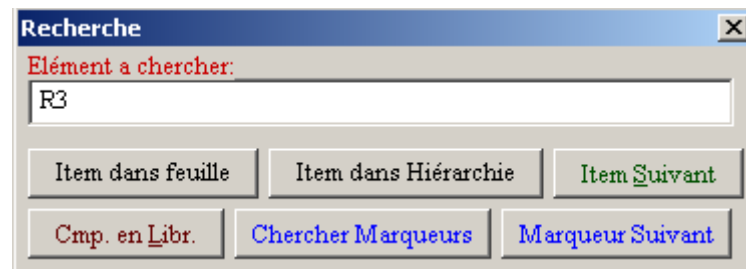 Recherche
Elément a chercher:
R3
Item dans feuille Item dans Hiérarchie Item Suivant
Cmp. en Libr. Chercher Marqueurs Marqueur Suivant